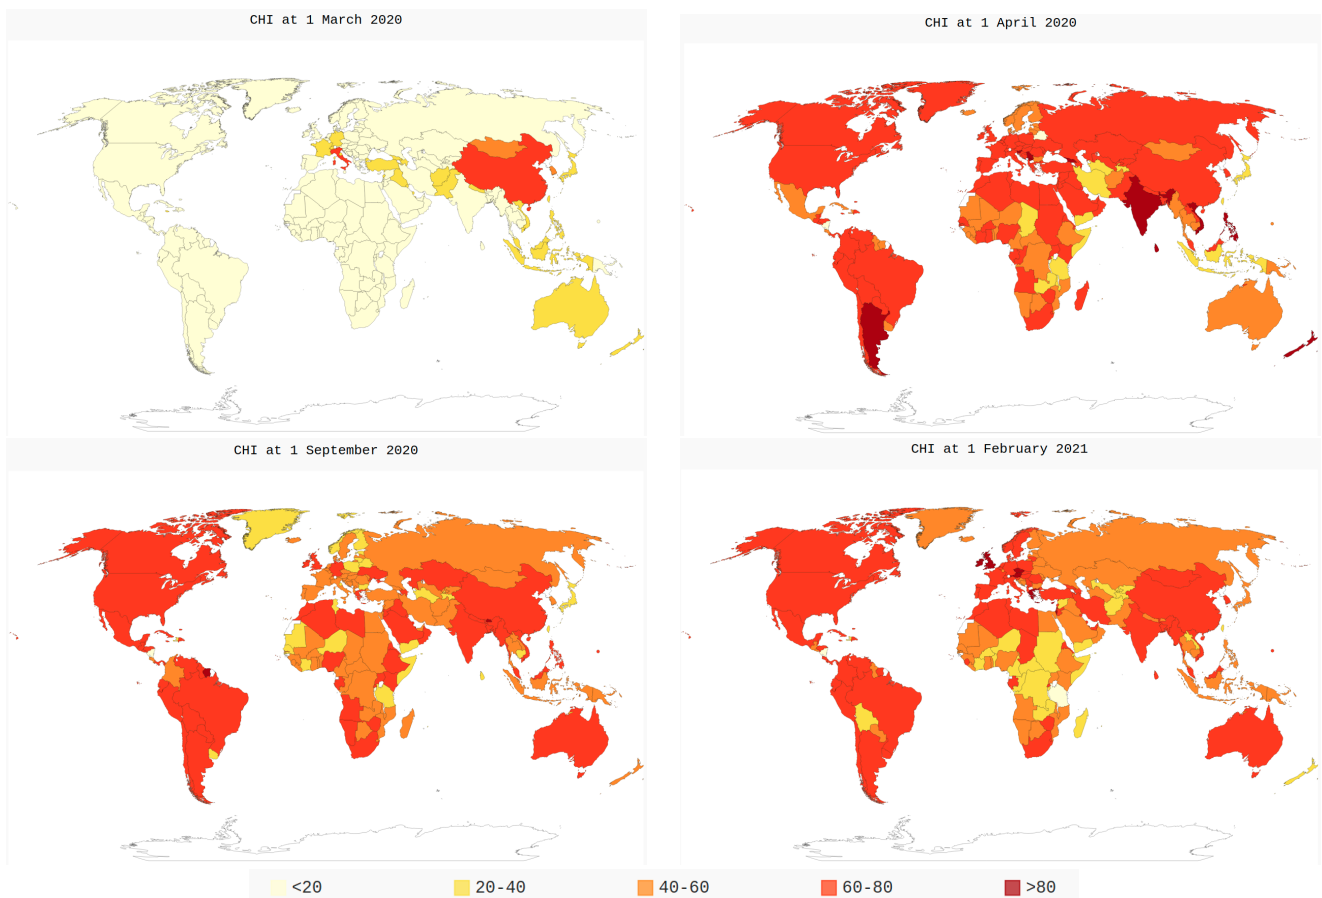 CHI at 1 March 2020
CHI at 1 April 2020
CHI at 1 September 2020
CHI at 1 February 2021
<20
20-40
40-60
60-80
>80